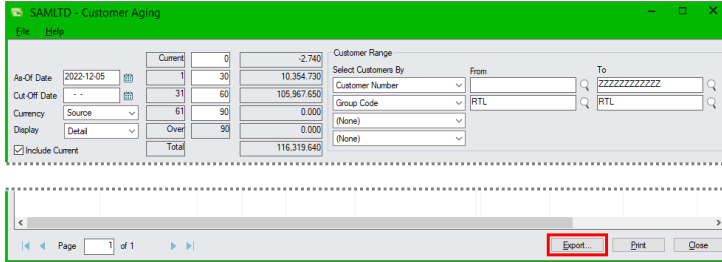 SAMLTD - Customer Aging
File Help
Current 0 -2.740
1 30 10,354.730
31 60 105,967.650
61 90 0.000
Over 90 0.000
Total 116,319.640
As-Of Date 2022-12-05
Cut-Off Date - -
Currency Source
Display Detail
Include Current
Customer Range
Select Customers By From To
Customer Number ZZZZZZZZZZZZ
Group Code RTL RTL
(None)
(None)
Page 1 of 1
Export... Print Close